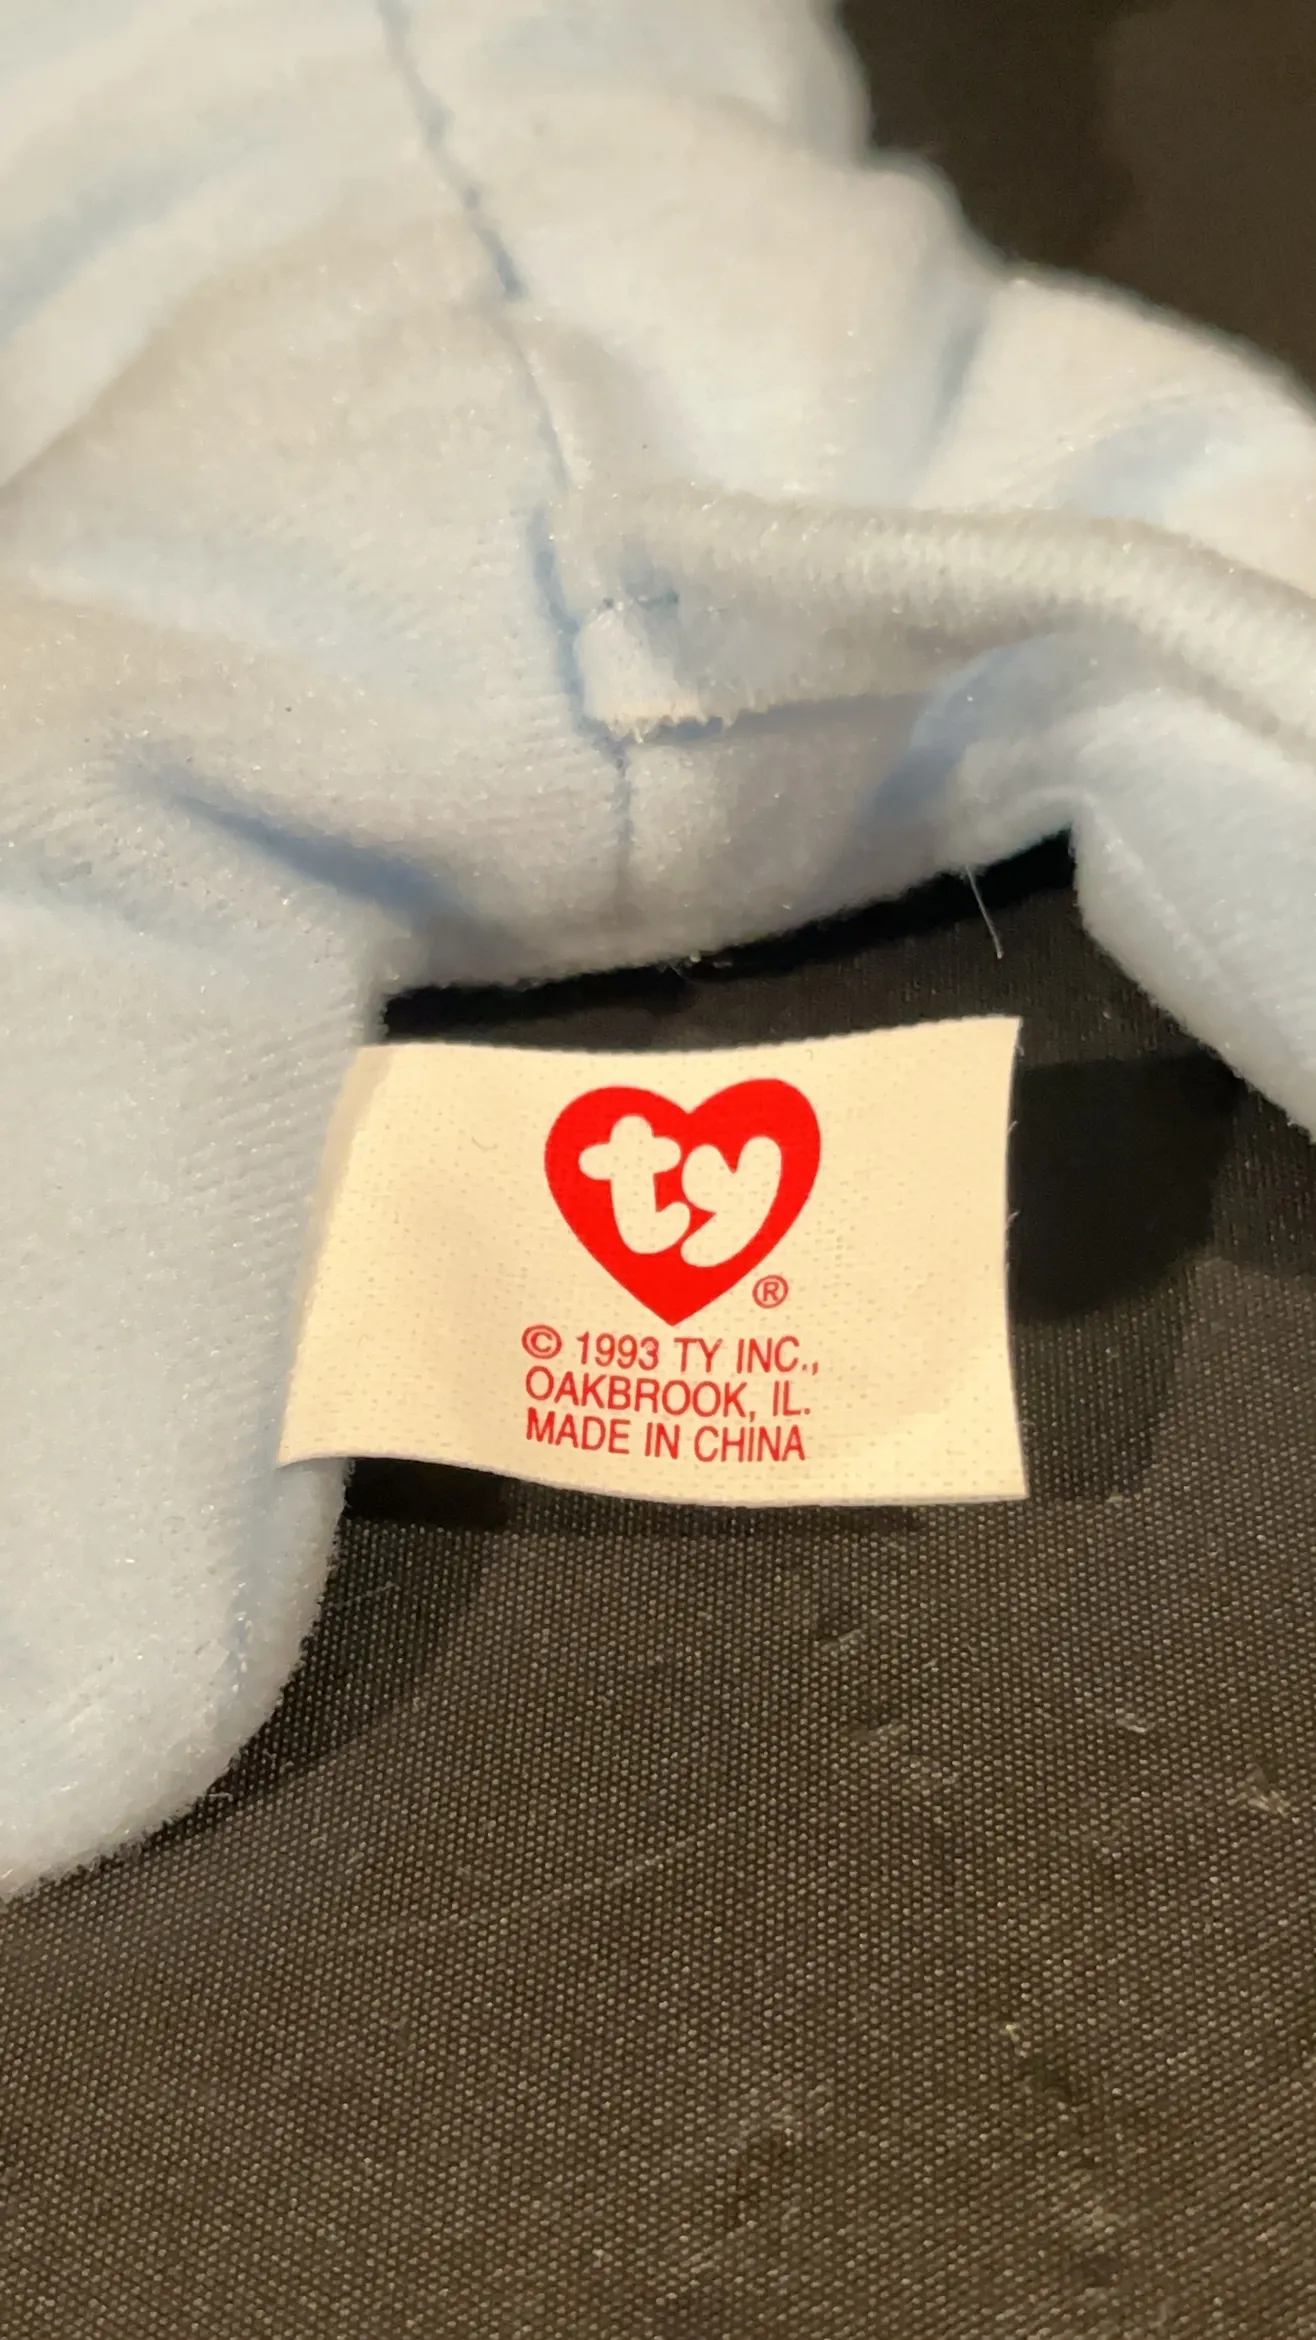 ty
®
© 1993 TY INC.,
OAKBROOK, IL.
MADE IN CHINA